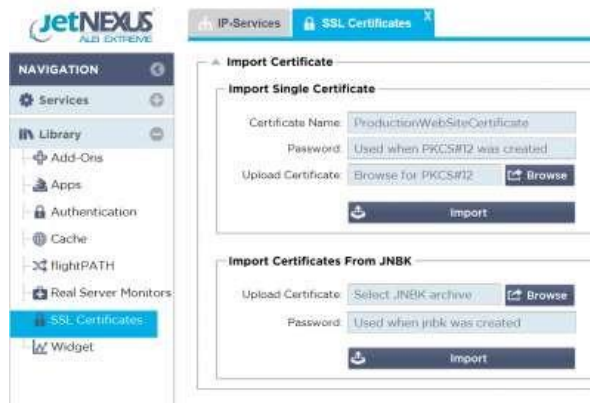 jetNEXUS
ALB EXTREME
IP-Services
SSL Certificates X
NAVIGATION
Services
Library
Add-Ons
Apps
Authentication
Cache
flightPATH
Real Server Monitors
SSL Certificates
Widget
Import Certificate
Import Single Certificate
Certificate Name: ProductionWebSiteCertificate
Password: Used when PKCS#12 was created
Upload Certificate: Browse for PKCS#12 Browse
Import
Import Certificates From JNBK
Upload Certificate: Select JNBK archive Browse
Password: Used when jnbk was created
Import